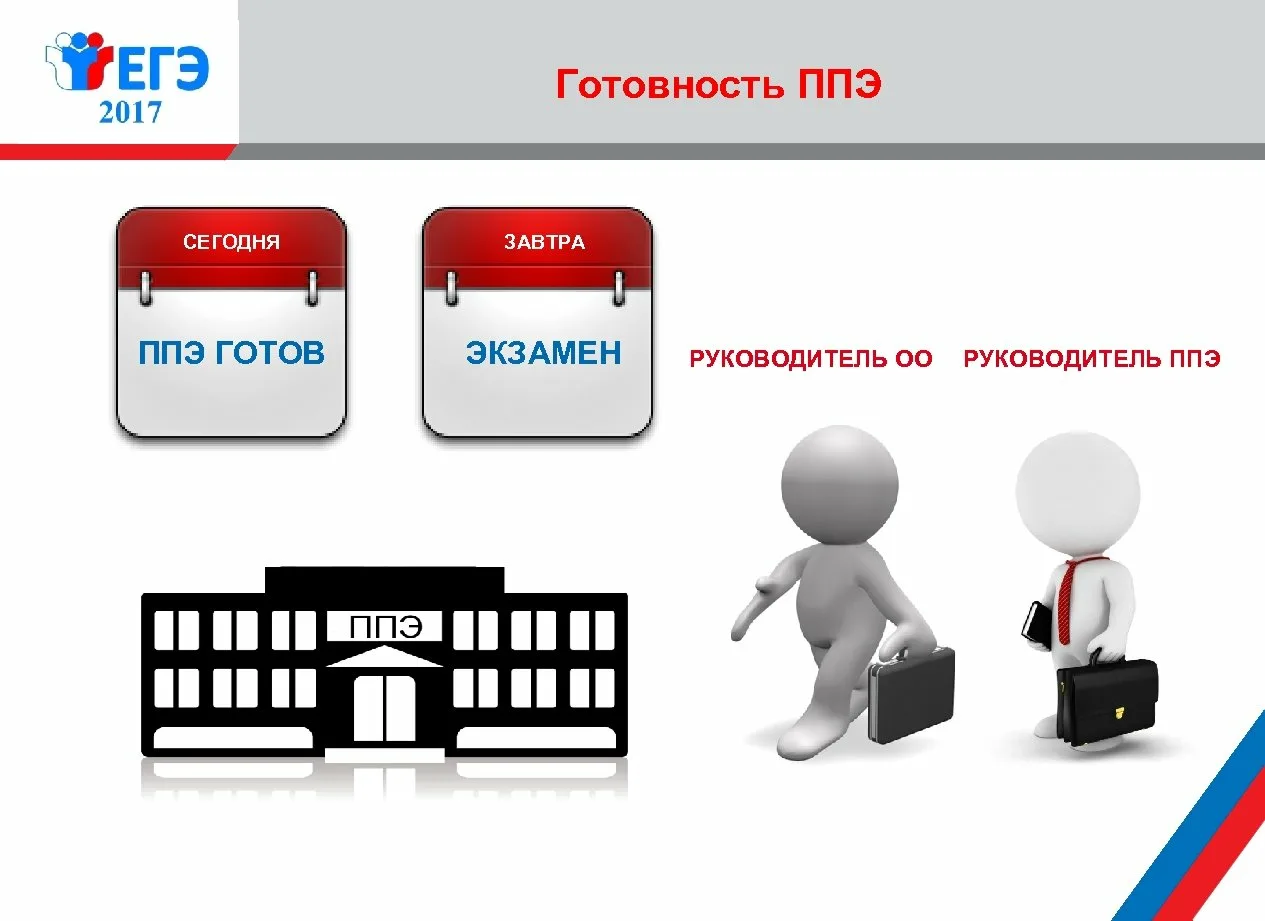 ЕГЭ
2017
Готовность ППЭ
СЕГОДНЯ
ППЭ ГОТОВ
ЗАВТРА
ЭКЗАМЕН
РУКОВОДИТЕЛЬ ОО
РУКОВОДИТЕЛЬ ППЭ
ППЭ